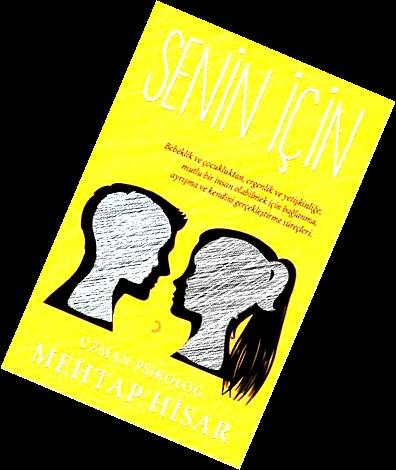 SENİN İÇİN
Bebeklik ve çocukluktan, ergenlik ve yetişkinliğe;
mutlu bir insan olabilmek için bağlanma,
ayrışma ve kendini gerçekleştirme süreçleri.
UZMAN PSİKOLOG
MEHTAP HİSAR